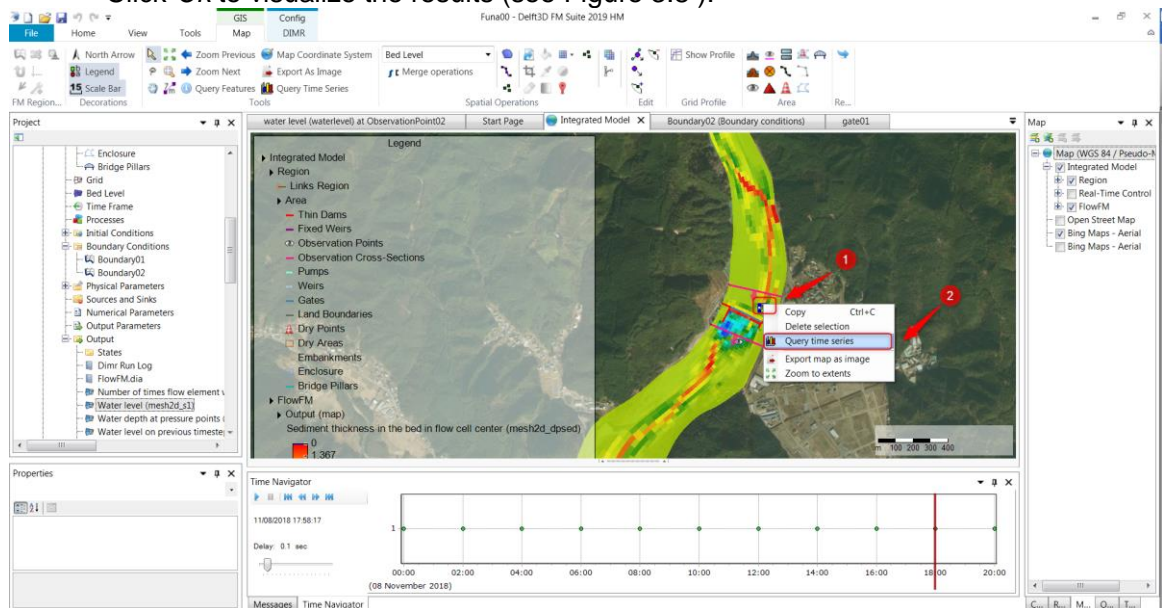 Click Ok to visualize the results (see Figure 5.8 ).
GIS
Config
Funa00 - Delft3D FM Suite 2019 HM
File
Home
View
Tools
Map
DIMR
North Arrow
Legend
15 Scale Bar
Zoom Previous
Zoom Next
Query Features
Map Coordinate System
Export As Image
Query Time Series
Bed Level
Merge operations
Show Profile
FM Region...
Decorations
Tools
Spatial Operations
Edit
Grid Profile
Area
Re...
Project
water level (waterlevel) at ObservationPoint02
Start Page
Integrated Model
Boundary02 (Boundary conditions)
gate01
Map
Enclosure
Bridge Pillars
Grid
Bed Level
Time Frame
Processes
Initial Conditions
Boundary Conditions
Boundary01
Boundary02
Physical Parameters
Sources and Sinks
Numerical Parameters
Output Parameters
Output
States
Dimr Run Log
FlowFM.dia
Number of times flow element
Water level (mesh2d_s1)
Water depth at pressure points
Water level on previous timeste
Legend
Integrated Model
Region
Links Region
Area
Thin Dams
Fixed Weirs
Observation Points
Observation Cross-Sections
Pumps
Weirs
Gates
Land Boundaries
Dry Points
Dry Areas
Embankments
Enclosure
Bridge Pillars
FlowFM
Output (map)
Sediment thickness in the bed in flow cell center (mesh2d_dpsed)
0
1.367
1
2
Copy Ctrl+C
Delete selection
Query time series
Export map as image
Zoom to extents
100 200 300 400
Map (WGS 84 / Pseudo-M
Integrated Model
Region
Real-Time Control
FlowFM
Open Street Map
Bing Maps - Aerial
Bing Maps - Aerial
Properties
Time Navigator
11/08/2018 17:58:17
Delay: 0.1 sec
1
00:00 02:00 04:00 06:00 08:00 10:00 12:00 14:00 16:00 18:00 20:00
(08 November 2018)
Messages
Time Navigator
C... R... M... O... T...